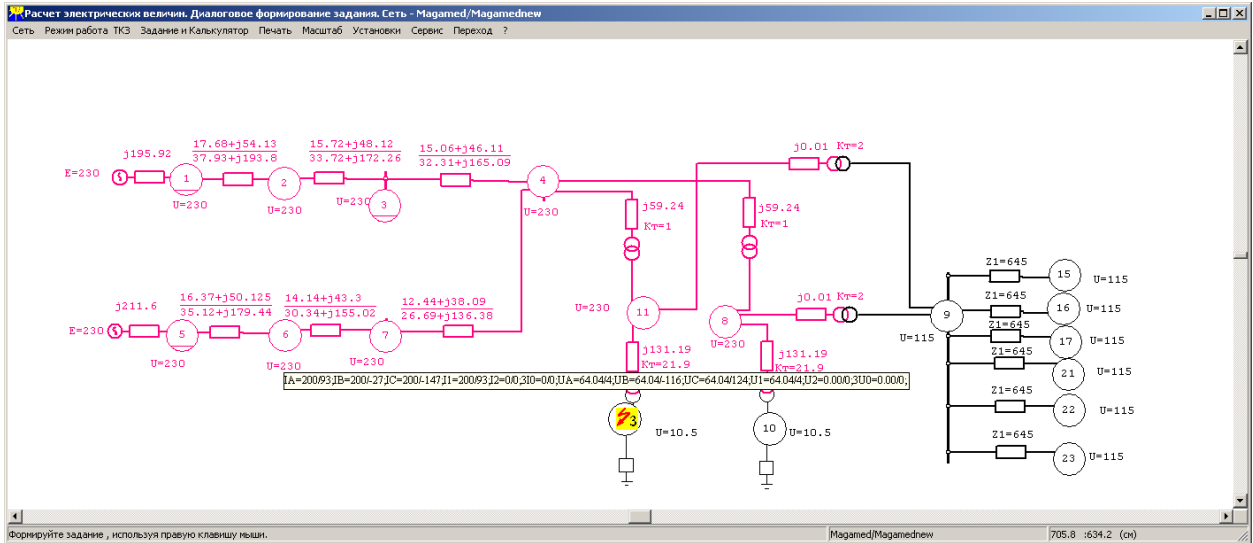 Расчет электрических величин. Диалоговое формирование задания. Сеть - Magamed/Magamednew
Сеть Режим работа ТКЗ Задание и Калькулятор Печать Масштаб Установки Сервис Переход ?
j195.92
17.68+j54.13
37.93+j193.8
15.72+j48.12
33.72+j172.26
15.06+j46.11
32.31+j165.09
j0.01 Кт=2
E=230
1
2
3
4
U=230
U=230
U=230
U=230
j59.24
Кт=1
j59.24
Кт=1
j211.6
16.37+j50.125
35.12+j179.44
14.14+j43.3
30.34+j155.02
12.44+j38.09
26.69+j136.38
E=230
5
6
7
U=230
U=230
U=230
U=230
11
8
U=230
j0.01 Кт=2
9
U=115
j131.19
Кт=21.9
j131.19
Кт=21.9
Z1=645
15
U=115
Z1=645
16
U=115
Z1=645
17
U=115
Z1=645
21
U=115
Z1=645
22
U=115
Z1=645
23
U=115
IA=200/93;IB=200/-27;IC=200/-147;I1=200/93;I2=0/0;3I0=0/0;UA=64.04/4;UB=64.04/-116;UC=64.04/124;U1=64.04/4;U2=0.00/0;3U0=0.00/0;
3
U=10.5
10
U=10.5
Формируйте задание , используя правую клавишу мыши.
Magamed/Magamednew
705.8 :634.2 (см)